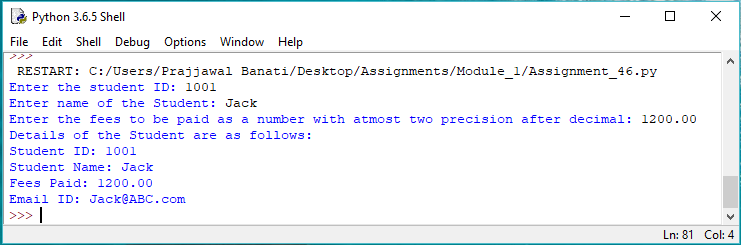 Python 3.6.5 Shell
File Edit Shell Debug Options Window Help
>>>
RESTART: C:/Users/Prajjawal Banati/Desktop/Assignments/Module_1/Assignment_46.py
Enter the student ID: 1001
Enter name of the Student: Jack
Enter the fees to be paid as a number with atmost two precision after decimal: 1200.00
Details of the Student are as follows:
Student ID: 1001
Student Name: Jack
Fees Paid: 1200.00
Email ID: Jack@ABC.com
>>>
Ln: 81 Col: 4